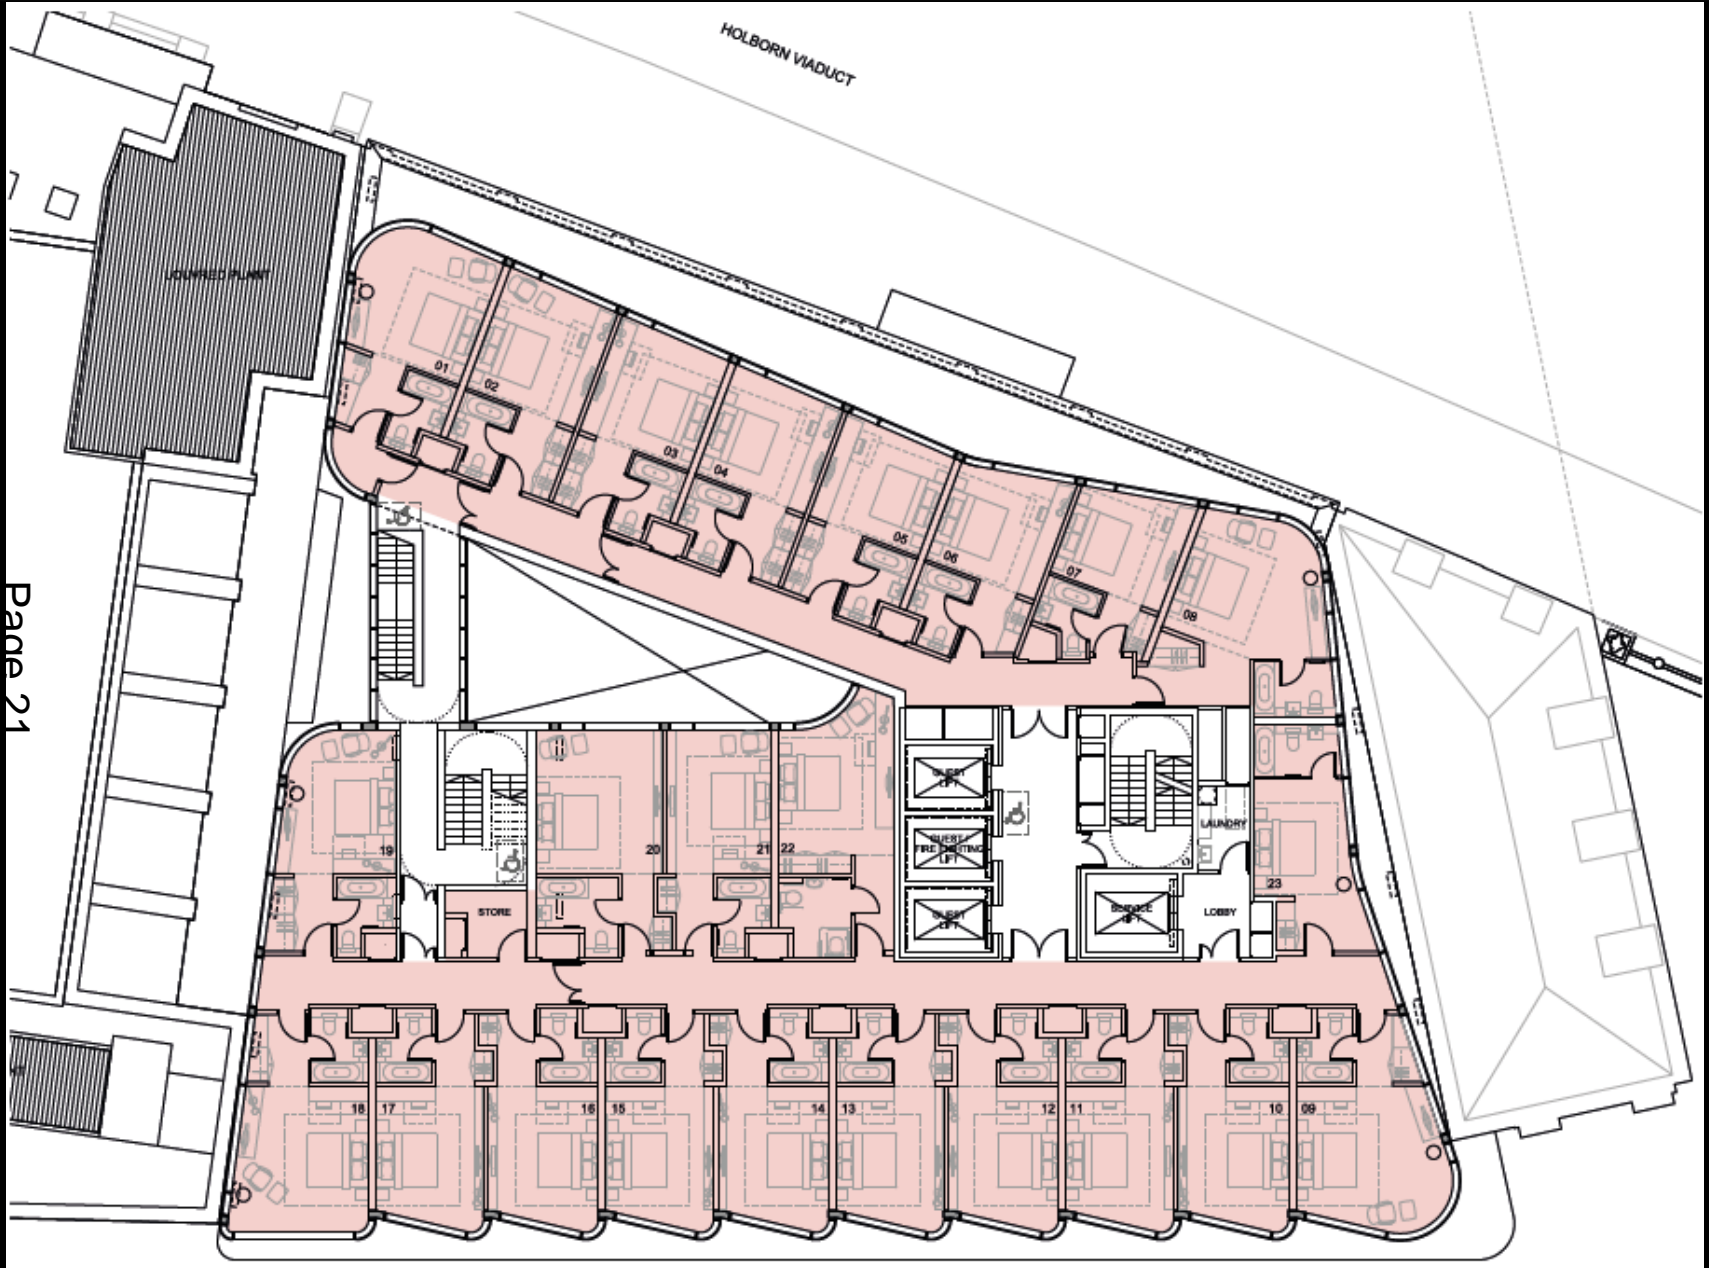 HOLBORN VIADUCT
LOUVRED PLANT
01
02
03
04
05
06
07
08
Page 21
19
20
21
22
GUEST
LIFT
GUEST /
FIRE FIGHTING
LIFT
GUEST
LIFT
LAUNDRY
23
STORE
SERVICE
LIFT
LOBBY
18
17
16
15
14
13
12
11
10
09